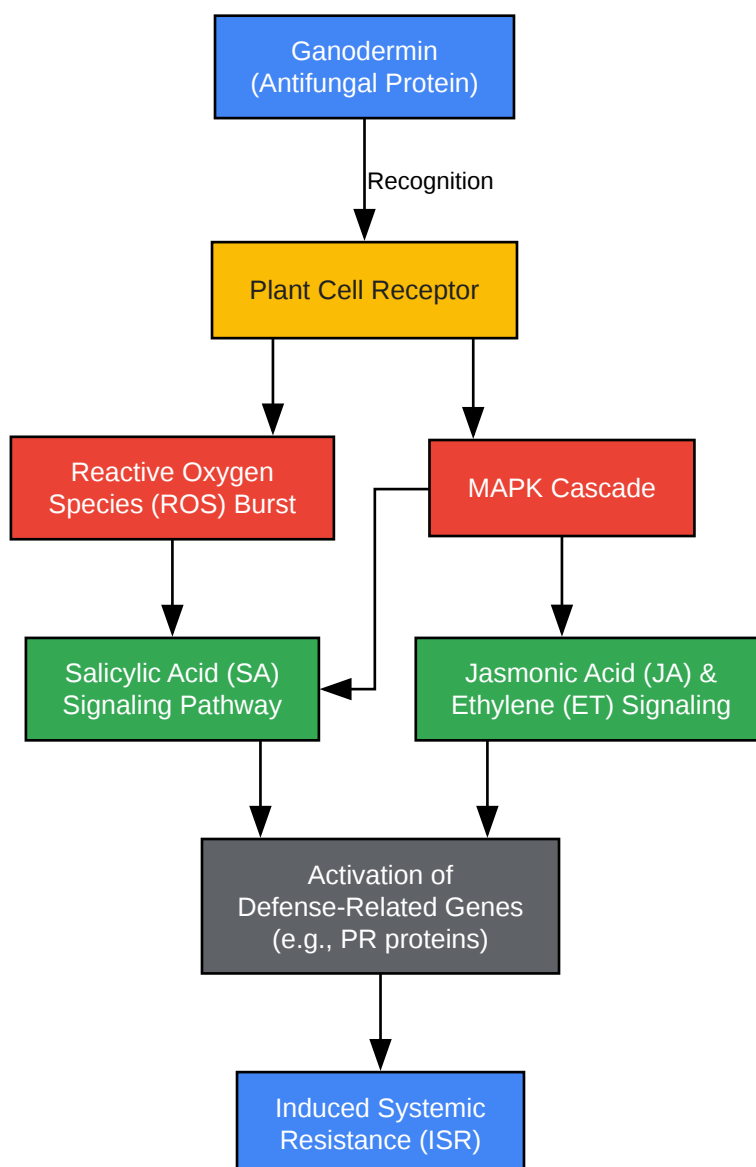 Ganodermin
(Antifungal Protein)
Recognition
Plant Cell Receptor
Reactive Oxygen
Species (ROS) Burst
MAPK Cascade
Salicylic Acid (SA)
Signaling Pathway
Jasmonic Acid (JA) &
Ethylene (ET) Signaling
Activation of
Defense-Related Genes
(e.g., PR proteins)
Induced Systemic
Resistance (ISR)